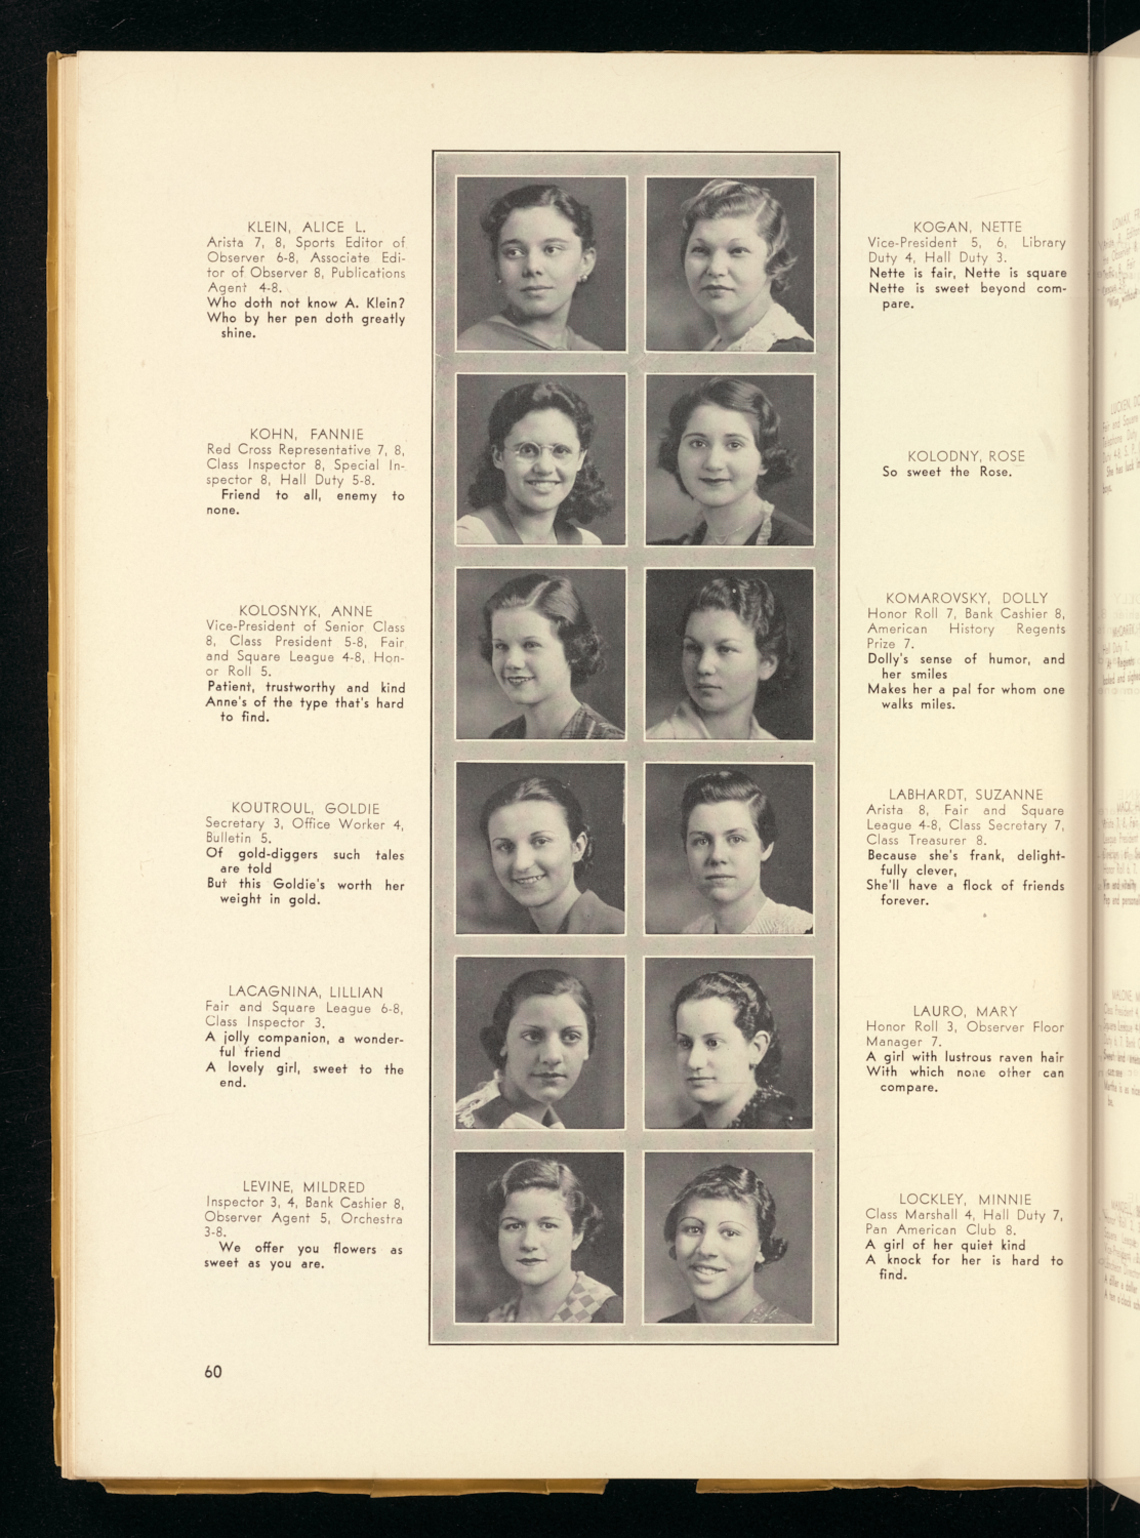 KLEIN, ALICE L.
Arista 7, 8, Sports Editor of
Observer 6-8, Associate Edi-
tor of Observer 8, Publications
Agent 4-8.
Who doth not know A. Klein?
Who by her pen doth greatly
shine.
KOHN, FANNIE
Red Cross Representative 7, 8,
Class Inspector 8, Special In-
spector 8, Hall Duty 5-8.
Friend to all, enemy to
none.
KOLOSNYK, ANNE
Vice-President of Senior Class
8, Class President 5-8, Fair
and Square League 4-8, Hon-
or Roll 5.
Patient, trustworthy and kind
Anne's of the type that's hard
to find.
KOUTROUL, GOLDIE
Secretary 3, Office Worker 4,
Bulletin 5.
Of gold-diggers such tales
are told
But this Goldie's worth her
weight in gold.
LACAGNINA, LILLIAN
Fair and Square League 6-8,
Class Inspector 3.
A jolly companion, a wonder-
ful friend
A lovely girl, sweet to the
end.
LEVINE, MILDRED
Inspector 3, 4, Bank Cashier 8,
Observer Agent 5, Orchestra
3-8.
We offer you flowers as
sweet as you are.
60
KOGAN, NETTE
Vice-President 5, 6, Library
Duty 4, Hall Duty 3.
Nette is fair, Nette is square
Nette is sweet beyond com-
pare.
KOLODNY, ROSE
So sweet the Rose.
KOMAROVSKY, DOLLY
Honor Roll 7, Bank Cashier 8,
American History Regents
Prize 7.
Dolly's sense of humor, and
her smiles
Makes her a pal for whom one
walks miles.
LABHARDT, SUZANNE
Arista 8, Fair and Square
League 4-8, Class Secretary 7,
Class Treasurer 8.
Because she's frank, delight-
fully clever,
She'll have a flock of friends
forever.
LAURO, MARY
Honor Roll 3, Observer Floor
Manager 7.
A girl with lustrous raven hair
With which none other can
compare.
LOCKLEY, MINNIE
Class Marshall 4, Hall Duty 7,
Pan American Club 8.
A girl of her quiet kind
A knock for her is hard to
find.